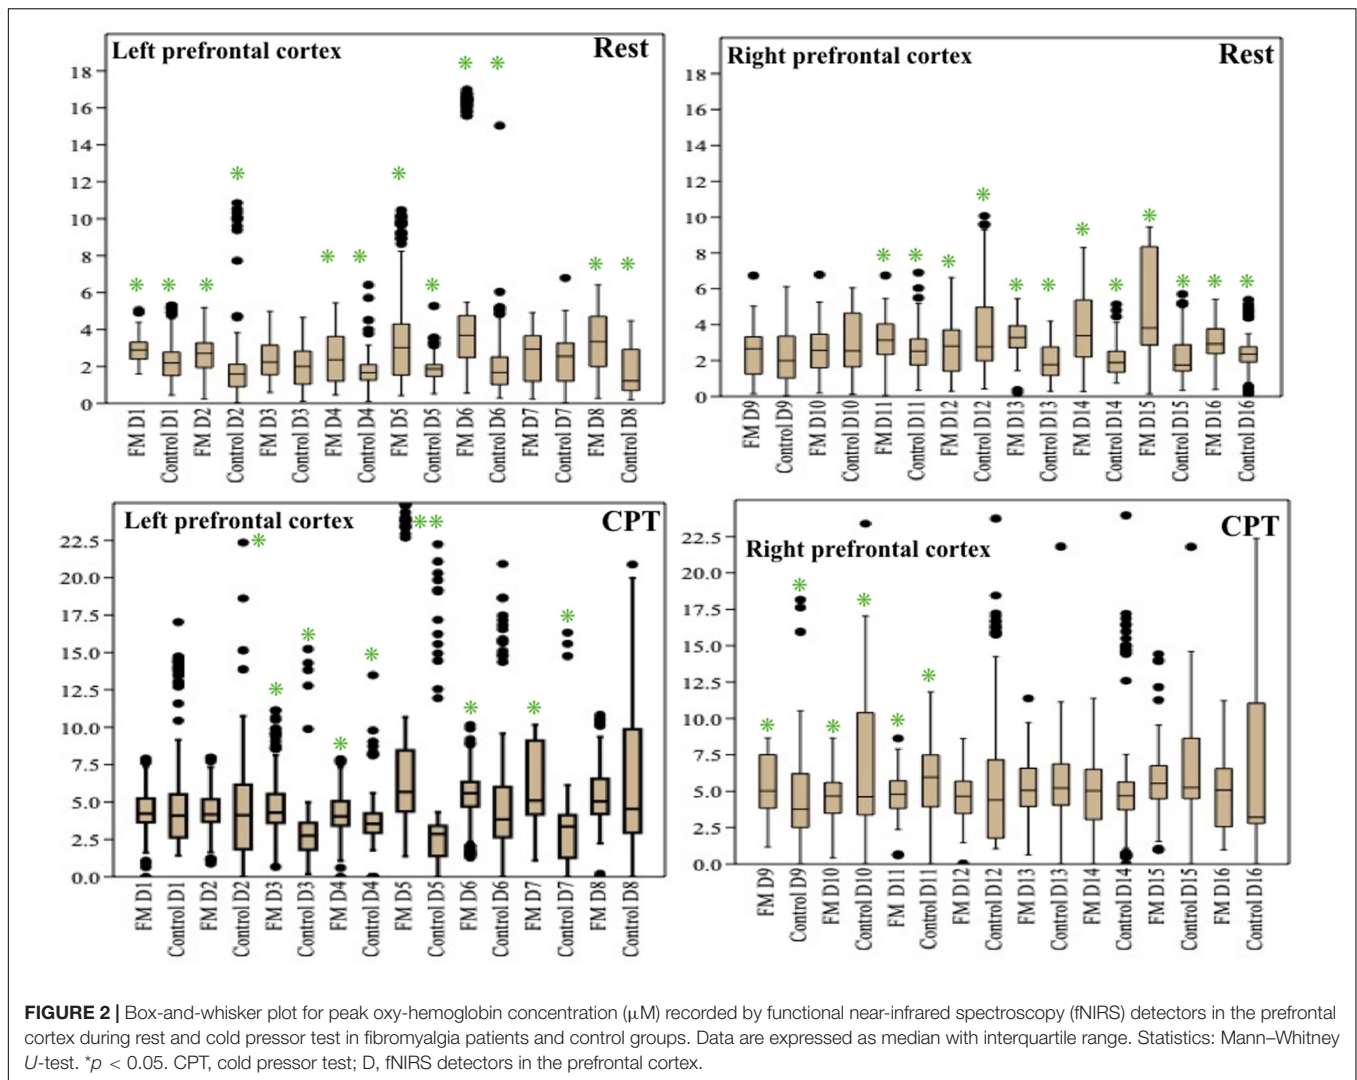 Left prefrontal cortex
Rest
18
16
14
12
10
8
6
4
2
0
FM D1
Control D1
FM D2
Control D2
FM D3
Control D3
FM D4
Control D4
FM D5
Control D5
FM D6
Control D6
FM D7
Control D7
FM D8
Control D8
Right prefrontal cortex
Rest
18
16
14
12
10
8
6
4
2
0
FM D9
Control D9
FM D10
Control D10
FM D11
Control D11
FM D12
Control D12
FM D13
Control D13
FM D14
Control D14
FM D15
Control D15
FM D16
Control D16
Left prefrontal cortex
CPT
22.5
20.0
17.5
15.0
12.5
10.0
7.5
5.0
2.5
0.0
FM D1
Control D1
FM D2
Control D2
FM D3
Control D3
FM D4
Control D4
FM D5
Control D5
FM D6
Control D6
FM D7
Control D7
FM D8
Control D8
Right prefrontal cortex
CPT
22.5
20.0
17.5
15.0
12.5
10.0
7.5
5.0
2.5
0.0
FM D9
Control D9
FM D10
Control D10
FM D11
Control D11
FM D12
Control D12
FM D13
Control D13
FM D14
Control D14
FM D15
Control D15
FM D16
Control D16
FIGURE 2 | Box-and-whisker plot for peak oxy-hemoglobin concentration (μM) recorded by functional near-infrared spectroscopy (fNIRS) detectors in the prefrontal
cortex during rest and cold pressor test in fibromyalgia patients and control groups. Data are expressed as median with interquartile range. Statistics: Mann–Whitney
U-test. *p < 0.05. CPT, cold pressor test; D, fNIRS detectors in the prefrontal cortex.